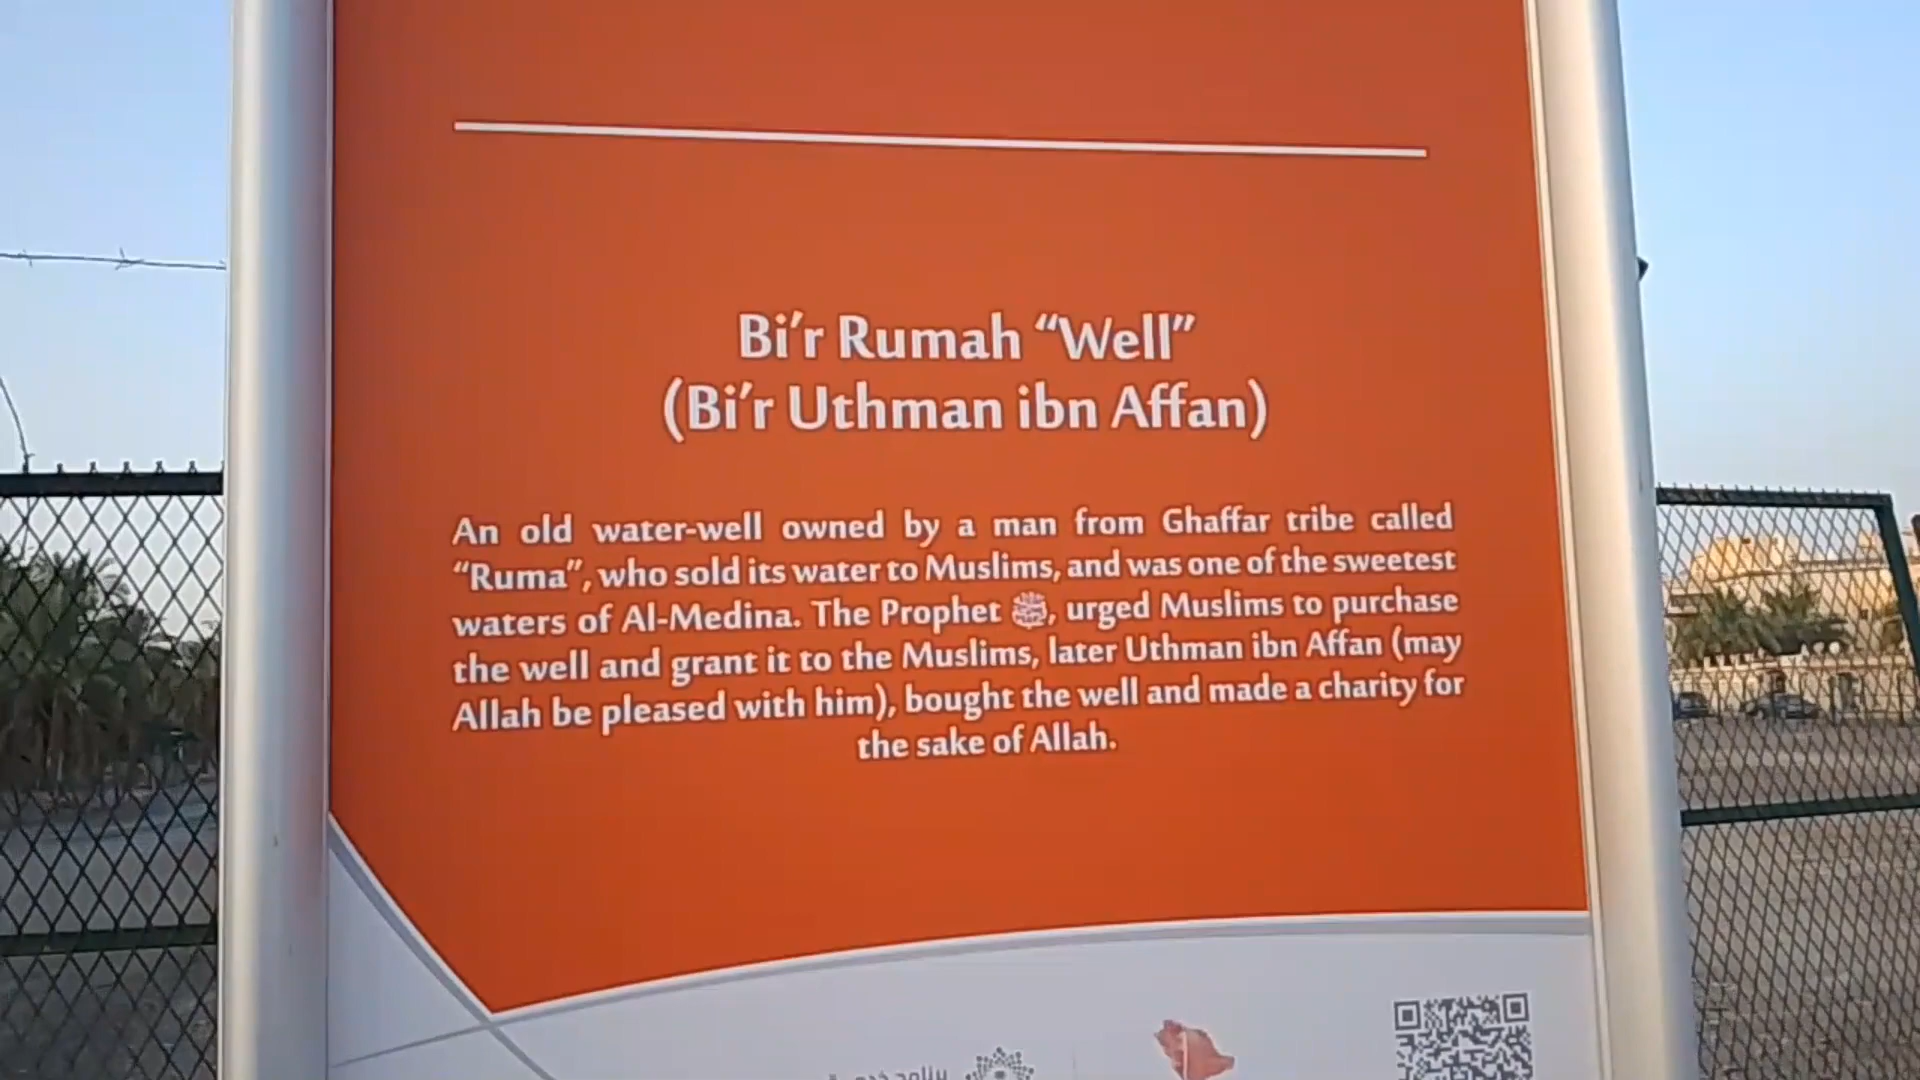 Bi’r Rumah “Well”
(Bi’r Uthman ibn Affan)
An old water-well owned by a man from Ghaffar tribe called
“Ruma”, who sold its water to Muslims, and was one of the sweetest
waters of Al-Medina. The Prophet ﷺ, urged Muslims to purchase
the well and grant it to the Muslims, later Uthman ibn Affan (may
Allah be pleased with him), bought the well and made a charity for
the sake of Allah.